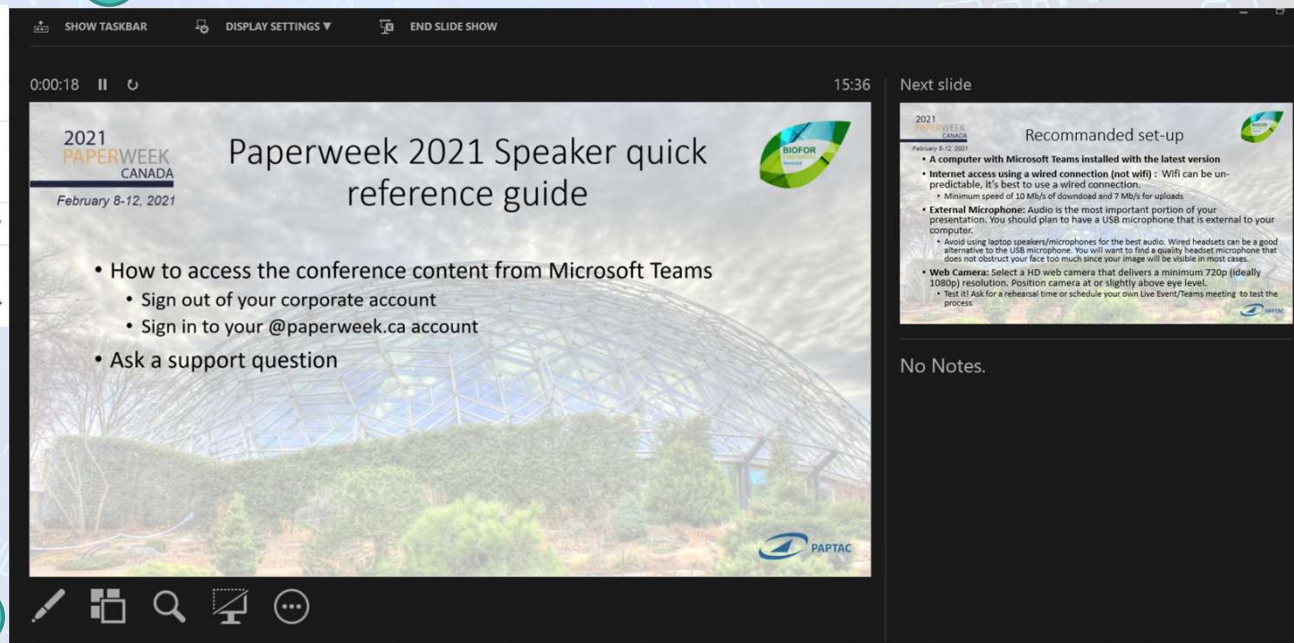 SHOW TASKBAR
DISPLAY SETTINGS ▼
END SLIDE SHOW
0:00:18
15:36
2021
PAPERWEEK
CANADA
February 8-12, 2021
Paperweek 2021 Speaker quick
reference guide
BIOFOR
• How to access the conference content from Microsoft Teams
• Sign out of your corporate account
• Sign in to your @paperweek.ca account
• Ask a support question
PAPTAC
Next slide
2021
PAPERWEEK
CANADA
February 8-12, 2021
Recommanded set-up
BIOFOR
• A computer with Microsoft Teams installed with the latest version
• Internet access using a wired connection (not wifi) : Wifi can be un-
predictable, it's best to use a wired connection.
• Minimum speed of 10 Mb/s of downdoad and 7 Mb/s for uploads
• External Microphone: Audio is the most important portion of your
presentation. You should plan to have a USB microphone that is external to your
computer.
• Avoid using laptop speakers/microphones for the best audio. Wired headsets can be a good
alternative to the USB microphone. You will want to find a quality headset microphone that
does not obstruct your face too much since your image will be visible in most cases.
• Web Camera: Select a HD web camera that delivers a minimum 720p (ideally
1080p) resolution. Position camera at or slightly above eye level.
• Test it! Ask for a rehearsal time or schedule your own Live Event/Teams meeting to test the
process.
PAPTAC
No Notes.